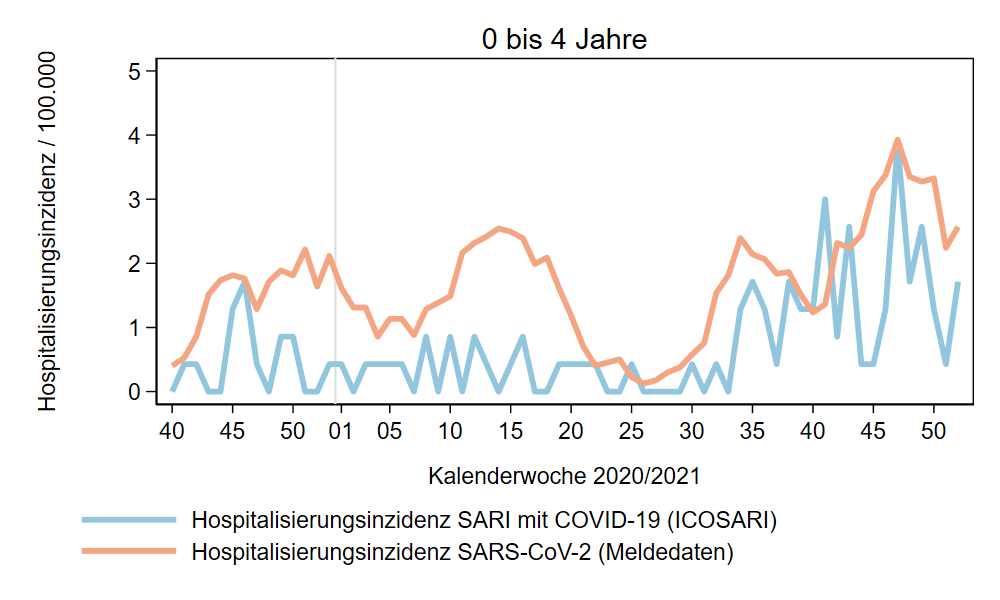 0 bis 4 Jahre
Hospitalisierungsinzidenz / 100.000
5
4
3
2
1
0
40 45 50 01 05 10 15 20 25 30 35 40 45 50
Kalenderwoche 2020/2021
Hospitalisierungsinzidenz SARI mit COVID-19 (ICOSARI)
Hospitalisierungsinzidenz SARS-CoV-2 (Meldedaten)